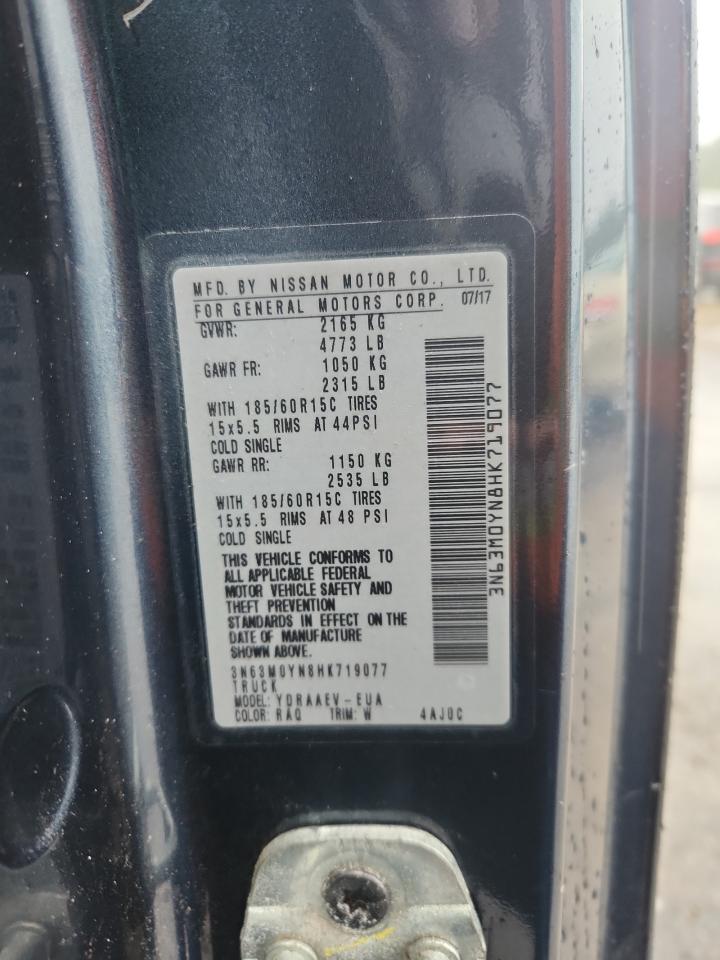 MFD. BY NISSAN MOTOR CO., LTD.
FOR GENERAL MOTORS CORP. 07/17
GVWR: 2165 KG
4773 LB
GAWR FR: 1050 KG
2315 LB
WITH 185/60R15C TIRES
15x5.5 RIMS AT 44PSI
COLD SINGLE
GAWR RR: 1150 KG
2535 LB
WITH 185/60R15C TIRES
15x5.5 RIMS AT 48 PSI
COLD SINGLE
THIS VEHICLE CONFORMS TO
ALL APPLICABLE FEDERAL
MOTOR VEHICLE SAFETY AND
THEFT PREVENTION
STANDARDS IN EFFECT ON THE
DATE OF MANUFACTURE
SHOWN ABOVE.
3N63M0YN8HK719077
TRUCK
MODEL: YDRAAEV-EUA
COLOR: RAQ TRIM: W 4AJ0C
3N63M0YN8HK719077